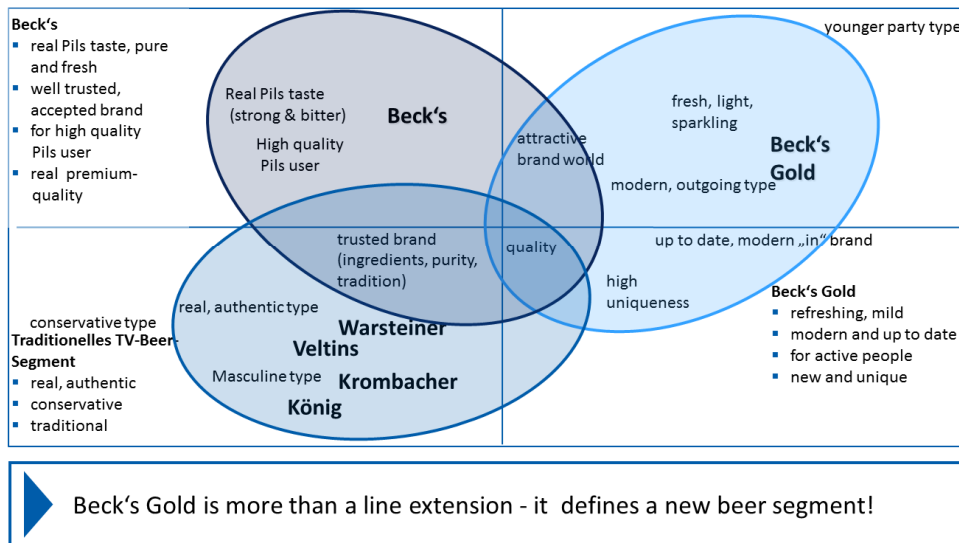 Beck‘s
▪ real Pils taste, pure
and fresh
▪ well trusted,
accepted brand
▪ for high quality
Pils user
▪ real premium-
quality
Real Pils taste
(strong & bitter)
High quality
Pils user
Beck‘s
attractive
brand world
younger party type
fresh, light,
sparkling
Beck‘s
Gold
modern, outgoing type
trusted brand
(ingredients, purity,
tradition)
quality
up to date, modern „in“ brand
high
uniqueness
real, authentic type
conservative type
Traditionelles TV-Beer-
Segment
▪ real, authentic
▪ conservative
▪ traditional
Warsteiner
Veltins
Masculine type
Krombacher
König
Beck‘s Gold
▪ refreshing, mild
▪ modern and up to date
▪ for active people
▪ new and unique
Beck‘s Gold is more than a line extension - it defines a new beer segment!